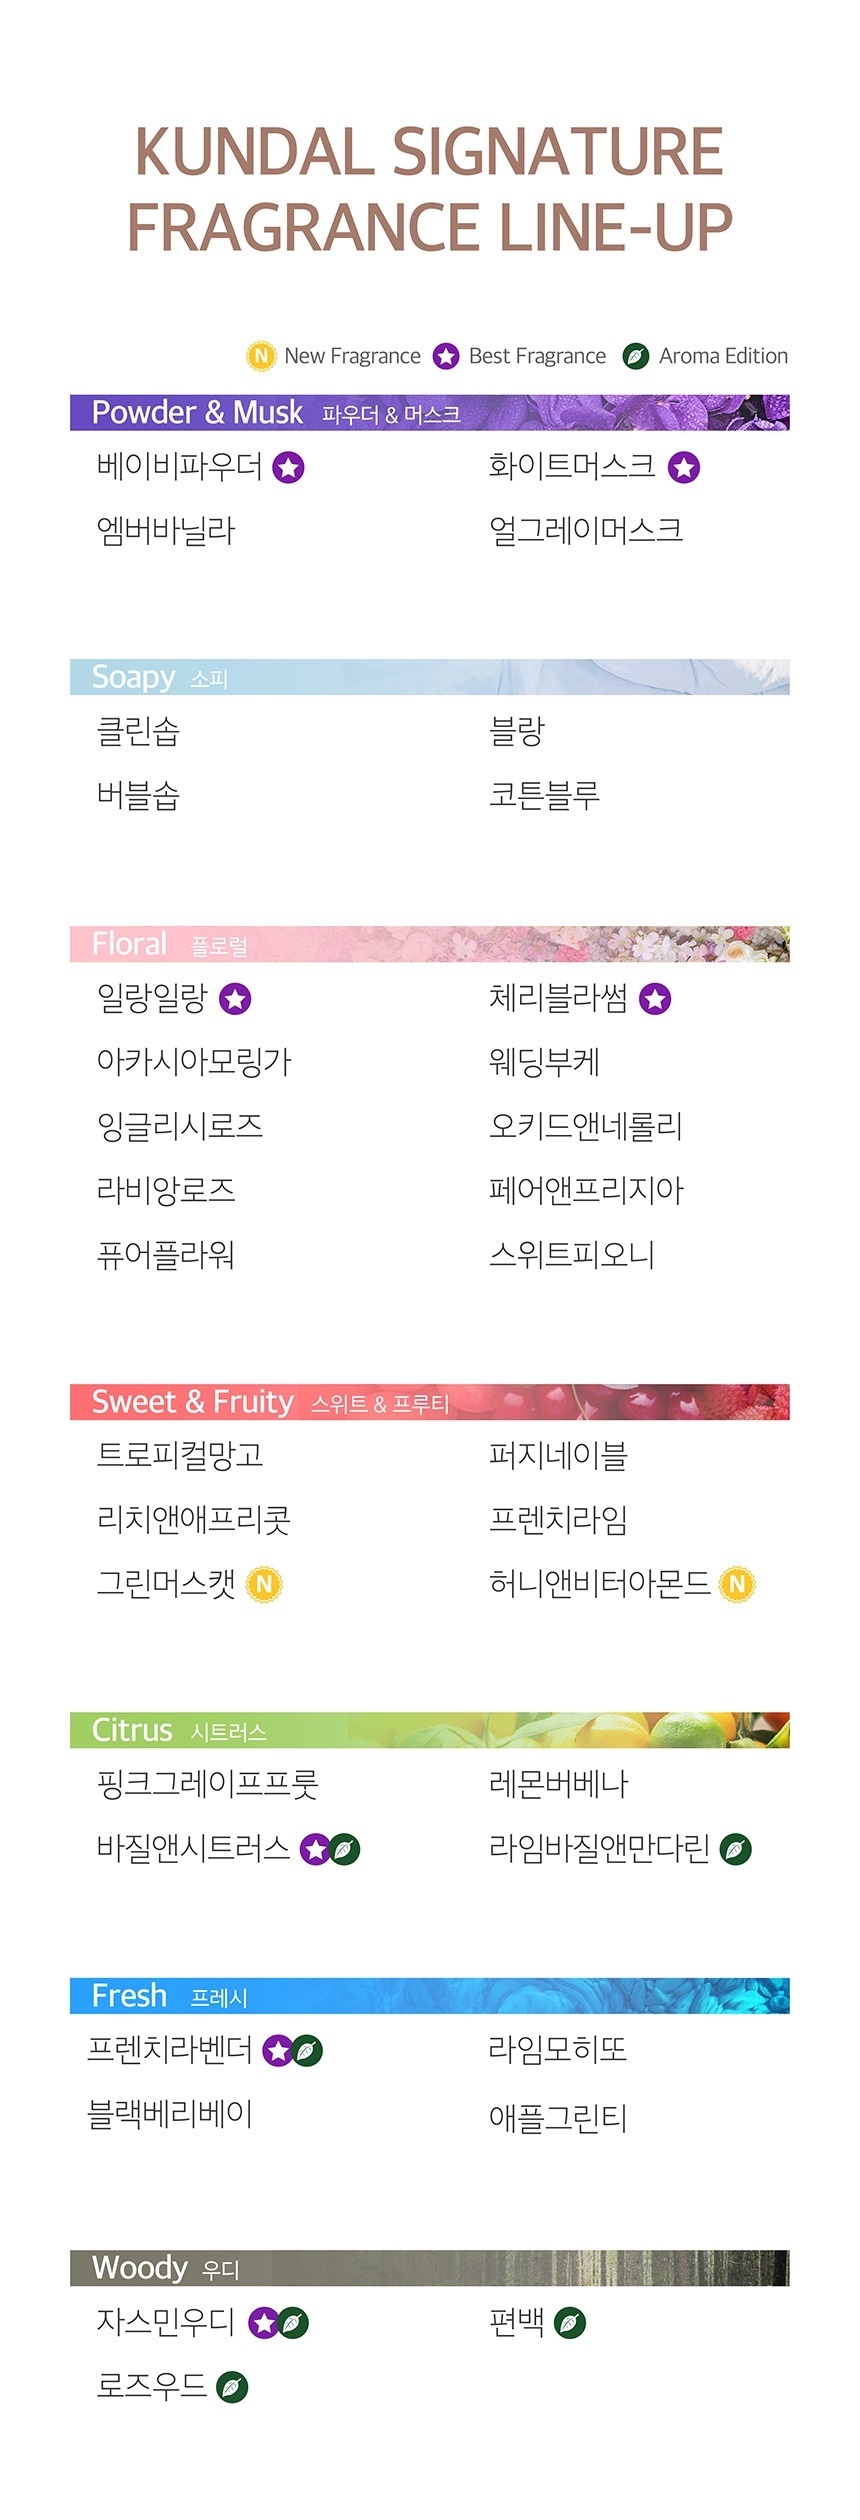 KUNDAL SIGNATURE
FRAGRANCE LINE-UP
N New Fragrance Best Fragrance Aroma Edition
Powder & Musk 파우더 & 머스크
베이비파우더 화이트머스크
엠버바닐라 얼그레이머스크
Soapy 소피
클린솝 블랑
버블솝 코튼블루
Floral 플로럴
일랑일랑 체리블라썸
아카시아모링가 웨딩부케
잉글리시로즈 오키드앤네롤리
라비앙로즈 페어앤프리지아
퓨어플라워 스위트피오니
Sweet & Fruity 스위트 & 프루티
트로피컬망고 퍼지네이블
리치앤애프리콧 프렌치라임
그린머스캣 N 허니앤비터아몬드 N
Citrus 시트러스
핑크그레이프프룻 레몬버베나
바질앤시트러스 라임바질앤만다린
Fresh 프레시
프렌치라벤더 라임모히또
블랙베리베이 애플그린티
Woody 우디
자스민우디 편백
로즈우드